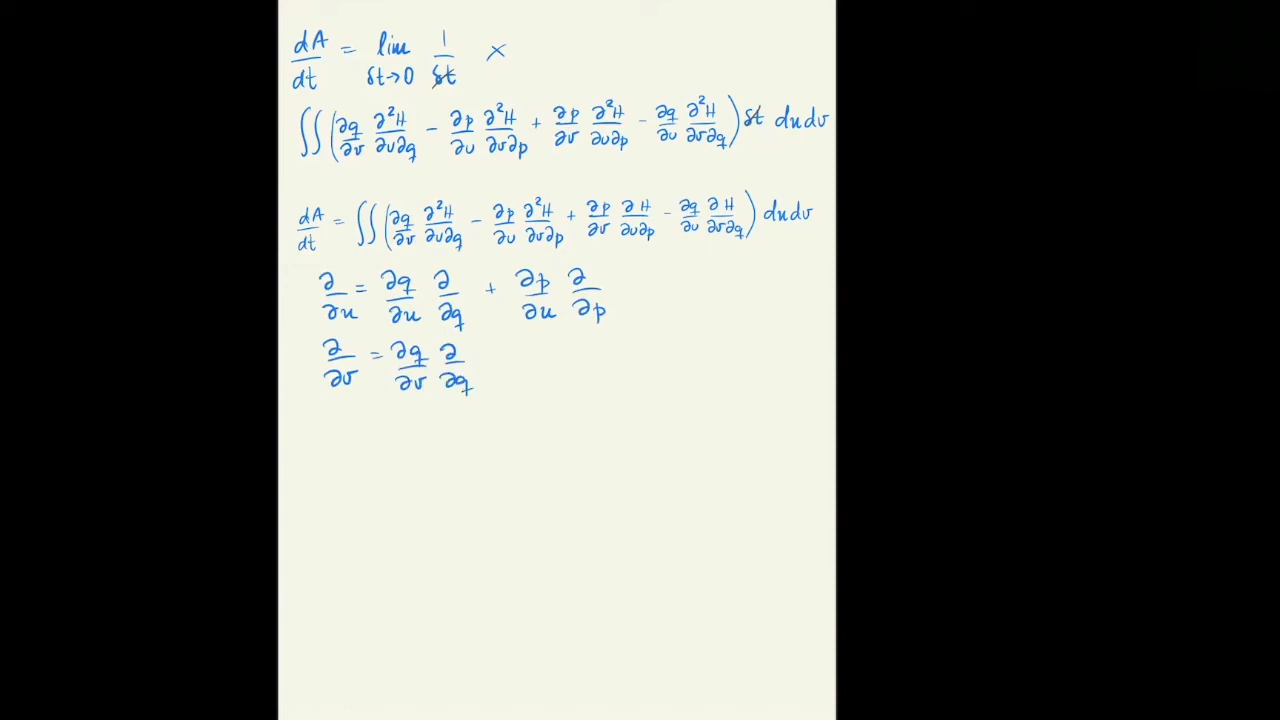 dA/dt = lim δt→0 1/δt ×
∬(∂q/∂v ∂²H/∂u∂q − ∂p/∂u ∂²H/∂v∂p + ∂p/∂v ∂²H/∂u∂p − ∂q/∂u ∂²H/∂v∂q) δt du dv
dA/dt = ∬(∂q/∂v ∂²H/∂u∂q − ∂p/∂u ∂²H/∂v∂p + ∂p/∂v ∂H/∂u∂p − ∂q/∂u ∂H/∂v∂q) du dv
∂/∂u = ∂q/∂u ∂/∂q + ∂p/∂u ∂/∂p
∂/∂v = ∂q/∂v ∂/∂q